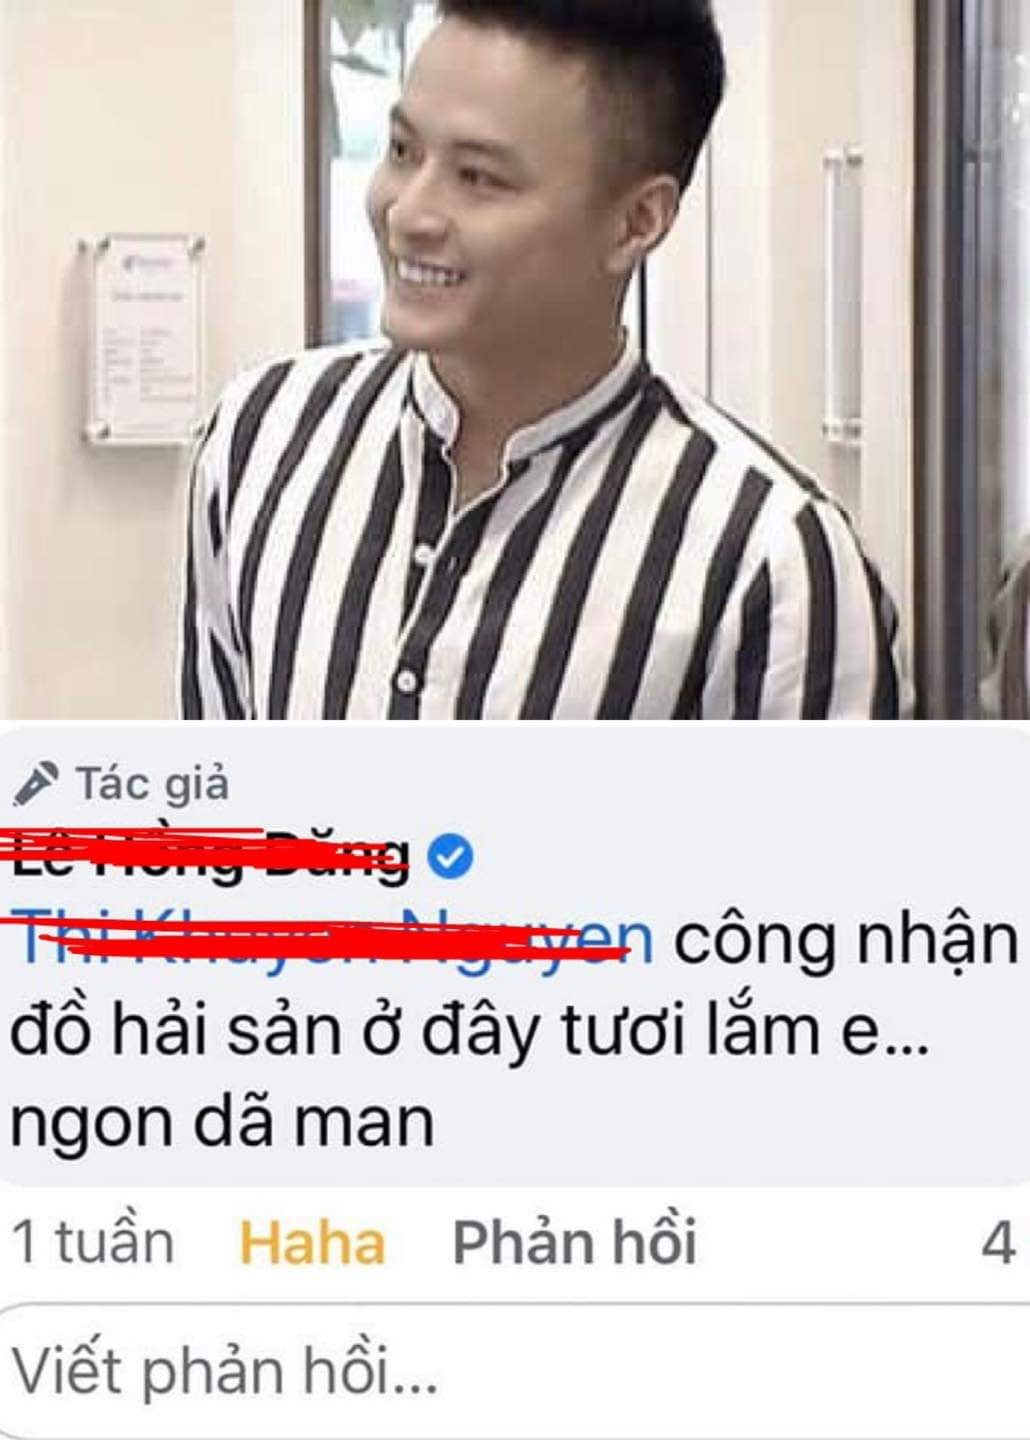 Tác giả
công nhận
đồ hải sản ở đây tươi lắm e...
ngon dã man
1 tuần Haha Phản hồi 4
Viết phản hồi...